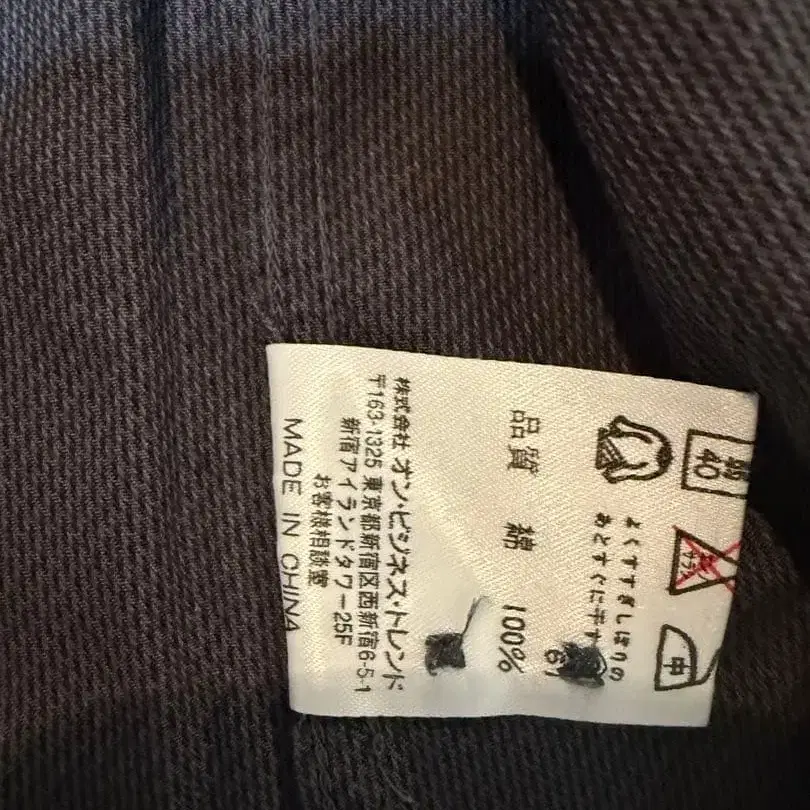 40
中
よくすすぎしぼりの
あとすぐに干す
品質 綿 100%
株式会社 オン・ビジネス・トレンド
〒163-1325 東京都新宿区西新宿6-5-1
新宿アイランドタワー25F
お客様相談室
MADE IN CHINA